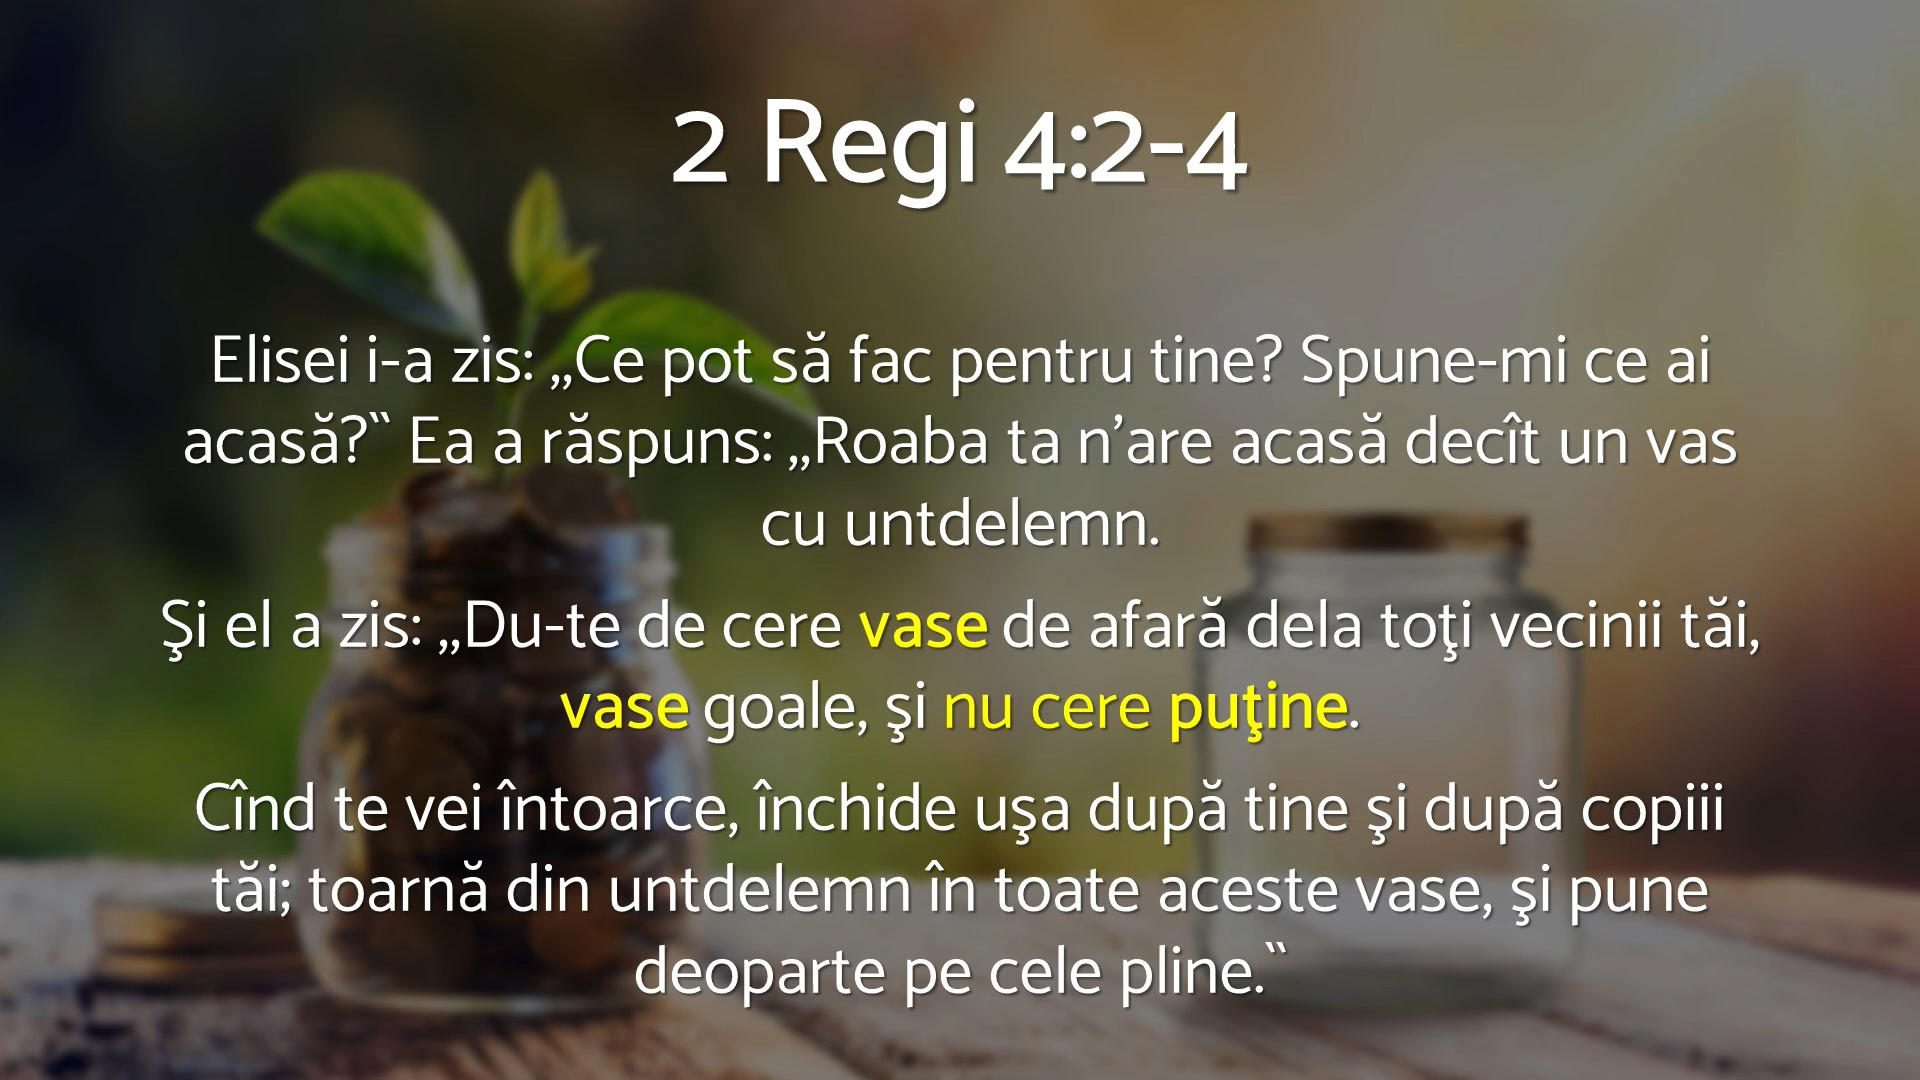 2 Regi 4:2-4
Elisei i-a zis: „Ce pot să fac pentru tine? Spune-mi ce ai
acasă?‟ Ea a răspuns: „Roaba ta n’are acasă decît un vas
cu untdelemn.
Şi el a zis: „Du-te de cere vase de afară dela toţi vecinii tăi,
vase goale, şi nu cere puţine.
Cînd te vei întoarce, închide uşa după tine şi după copiii
tăi; toarnă din untdelemn în toate aceste vase, şi pune
deoparte pe cele pline.‟